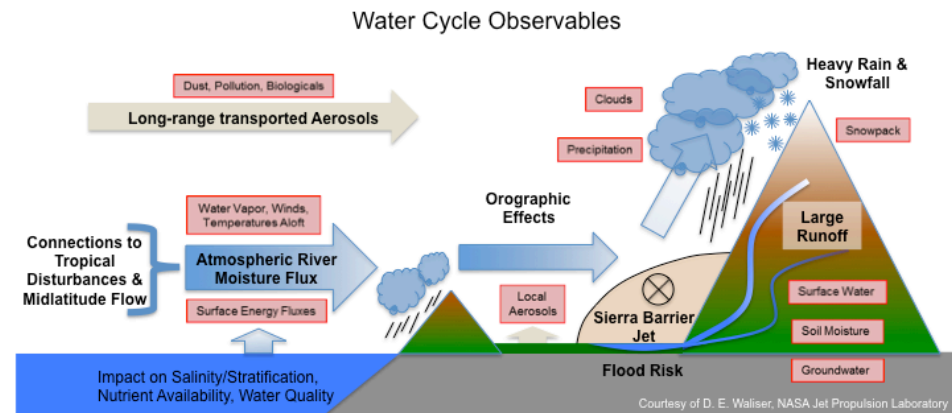 Water Cycle Observables
Dust, Pollution, Biologicals
Long-range transported Aerosols
Clouds
Precipitation
Heavy Rain &
Snowfall
Snowpack
Connections to
Tropical
Disturbances &
Midlatitude Flow
Water Vapor, Winds,
Temperatures Aloft
Atmospheric River
Moisture Flux
Surface Energy Fluxes
Orographic
Effects
Local
Aerosols
Sierra Barrier
Jet
Large
Runoff
Surface Water
Soil Moisture
Groundwater
Flood Risk
Impact on Salinity/Stratification,
Nutrient Availability, Water Quality
Courtesy of D. E. Waliser, NASA Jet Propulsion Laboratory